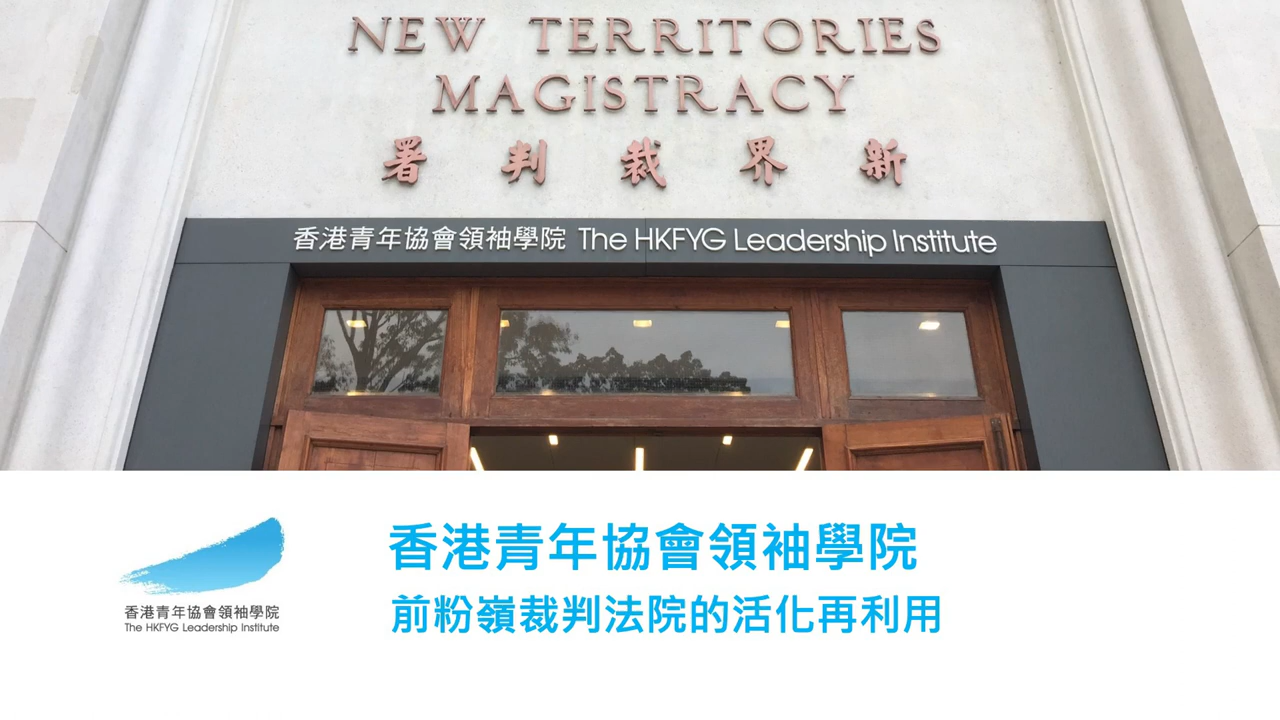 NEW TERRITORIES
MAGISTRACY
署判裁界新
香港青年協會領袖學院 The HKFYG Leadership Institute
香港青年協會領袖學院
The HKFYG Leadership Institute
香港青年協會領袖學院
前粉嶺裁判法院的活化再利用